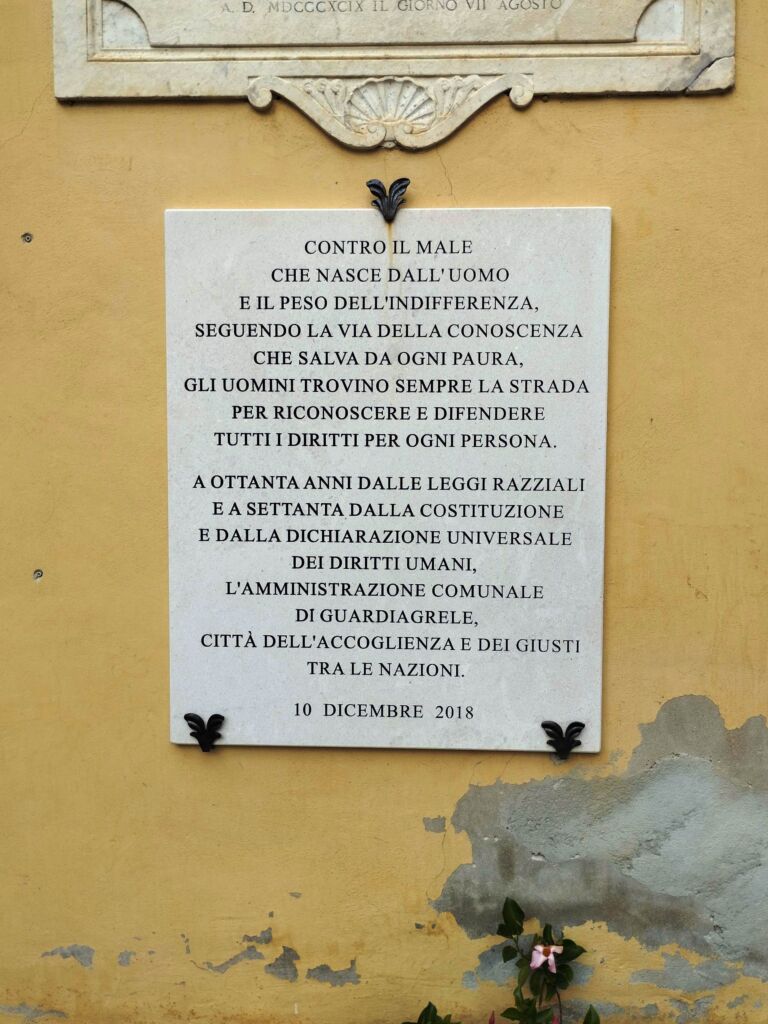 A. D. MDCCCXCIX IL GIORNO VII AGOSTO
CONTRO IL MALE
CHE NASCE DALL' UOMO
E IL PESO DELL'INDIFFERENZA,
SEGUENDO LA VIA DELLA CONOSCENZA
CHE SALVA DA OGNI PAURA,
GLI UOMINI TROVINO SEMPRE LA STRADA
PER RICONOSCERE E DIFENDERE
TUTTI I DIRITTI PER OGNI PERSONA.
A OTTANTA ANNI DALLE LEGGI RAZZIALI
E A SETTANTA DALLA COSTITUZIONE
E DALLA DICHIARAZIONE UNIVERSALE
DEI DIRITTI UMANI,
L'AMMINISTRAZIONE COMUNALE
DI GUARDIAGRELE,
CITTÀ DELL'ACCOGLIENZA E DEI GIUSTI
TRA LE NAZIONI.
10 DICEMBRE 2018